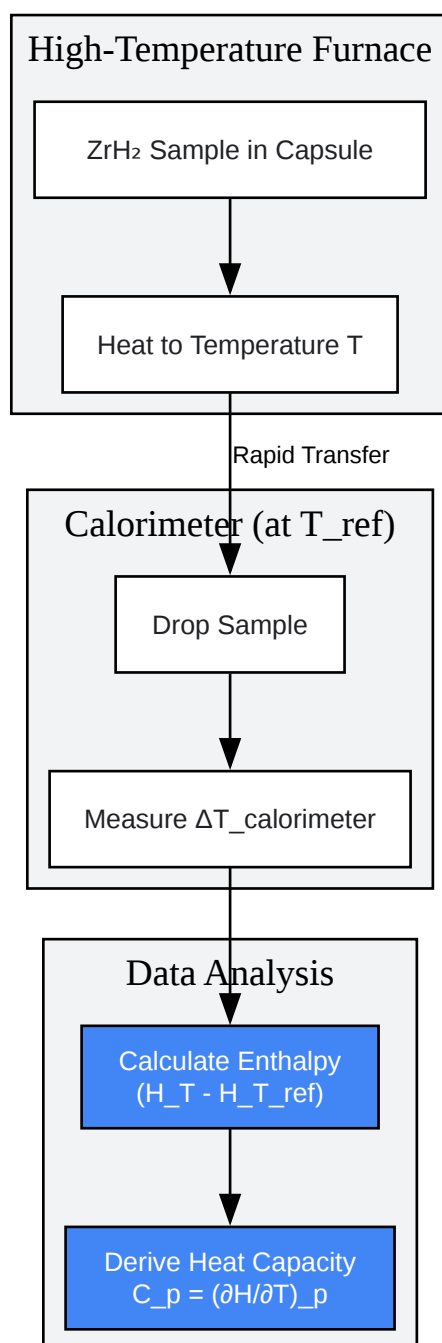 High-Temperature Furnace
ZrH₂ Sample in Capsule
Heat to Temperature T
Rapid Transfer
Calorimeter (at T_ref)
Drop Sample
Measure ΔT_calorimeter
Data Analysis
Calculate Enthalpy
(H_T - H_T_ref)
Derive Heat Capacity
C_p = (∂H/∂T)_p